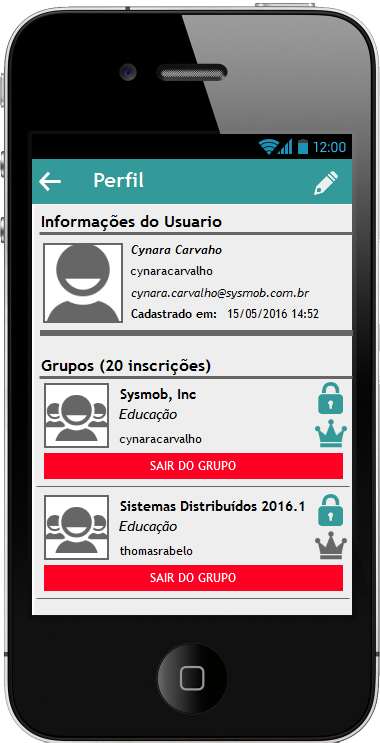 12:00
Perfil
Informações do Usuario
Cynara Carvaho
cynaracarvalho
cynara.carvalho@sysmob.com.br
Cadastrado em: 15/05/2016 14:52
Grupos (20 inscrições)
Sysmob, Inc
Educação
cynaracarvalho
SAIR DO GRUPO
Sistemas Distribuídos 2016.1
Educação
thomasrabelo
SAIR DO GRUPO